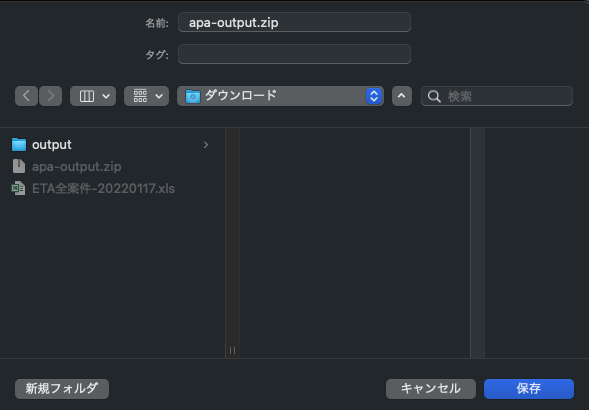 名前: apa-output.zip
タグ:
ダウンロード
検索
output
apa-output.zip
ETA全案件-20220117.xls
新規フォルダ キャンセル 保存